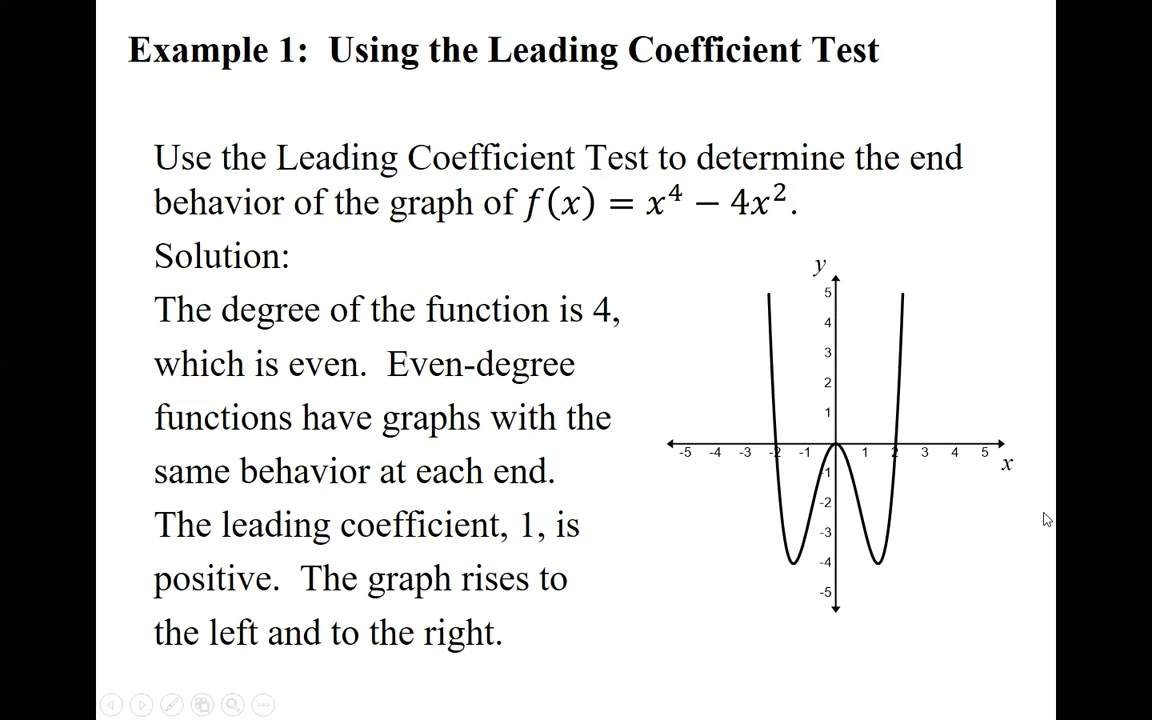 Example 1: Using the Leading Coefficient Test
Use the Leading Coefficient Test to determine the end
behavior of the graph of f(x) = x⁴ − 4x².
Solution:
The degree of the function is 4,
which is even. Even-degree
functions have graphs with the
same behavior at each end.
The leading coefficient, 1, is
positive. The graph rises to
the left and to the right.
y
5
4
3
2
1
-5 -4 -3 -2 -1 1 2 3 4 5
x
-1
-2
-3
-4
-5